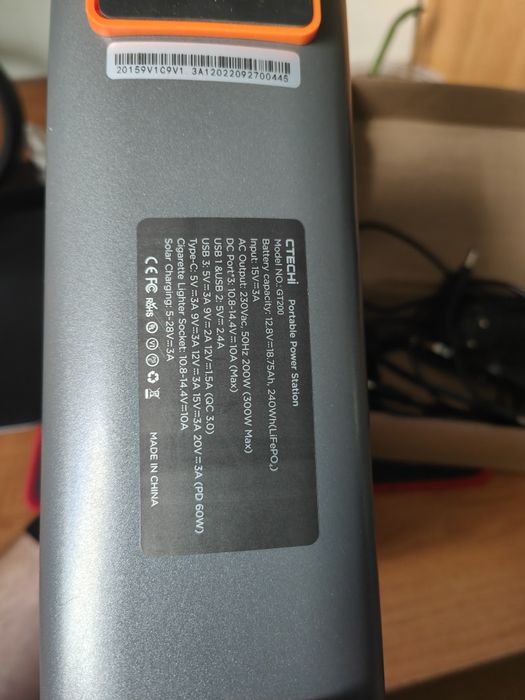 20159V1C9V1 3A12022092700445
CTECHi Portable Power Station
Model NO.: GT200
Battery capacity: 12.8V⎓18.75Ah, 240Wh(LiFePO₄)
Input: 15V⎓3A
AC Output: 230Vac, 50Hz 200W (300W Max)
DC Port*3: 10.8-14.4V⎓10A (Max)
USB 1 &USB 2: 5V⎓2.4A
USB 3: 5V⎓3A 9V⎓2A 12V⎓1.5A (QC 3.0)
Type-C: 5V⎓3A 9V⎓3A 12V⎓3A 15V⎓3A 20V⎓3A (PD 60W)
Cigarette Lighter Socket: 10.8-14.4V⎓10A
Solar Charging: 5-28V⎓3A
CE FC RoHS MADE IN CHINA